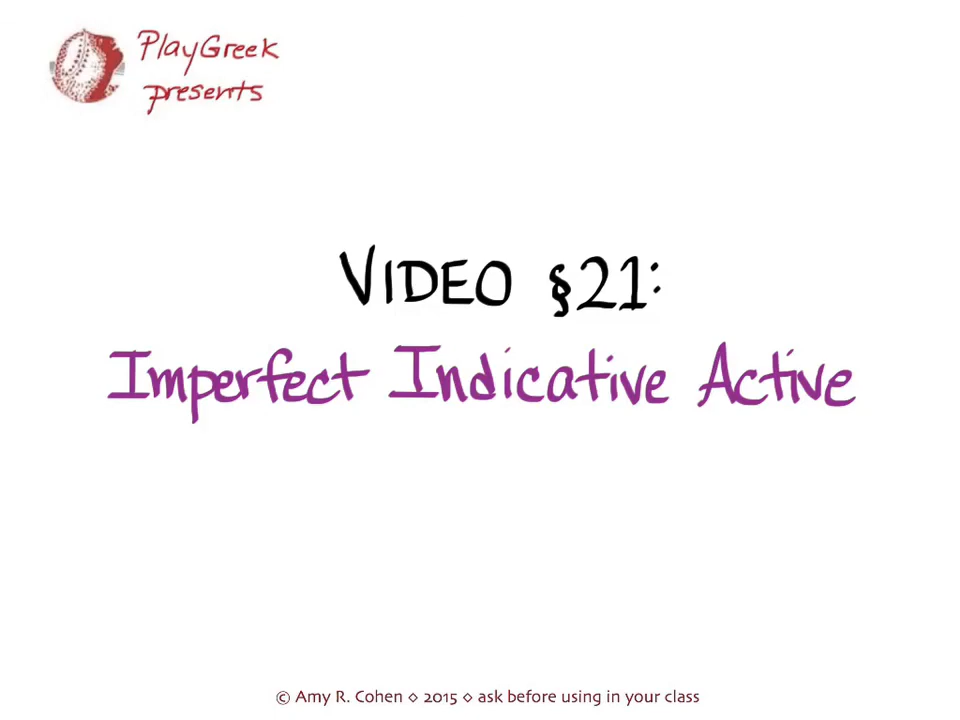 PlayGreek
presents
VIDEO §21:
Imperfect Indicative Active
© Amy R. Cohen ⋄ 2015 ⋄ ask before using in your class